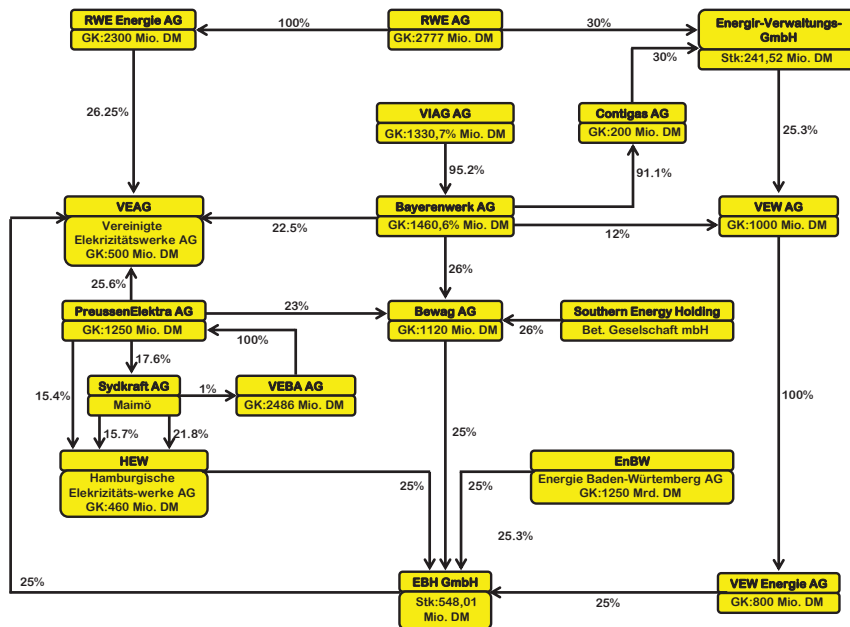 RWE Energie AG
GK:2300 Mio. DM
100%
RWE AG
GK:2777 Mio. DM
30%
Energir-Verwaltungs-
GmbH
Stk:241,52 Mio. DM
30%
26.25%
VIAG AG
GK:1330,7% Mio. DM
Contigas AG
GK:200 Mio. DM
25.3%
95.2%
91.1%
VEAG
Vereinigte
Elekrizitätswerke AG
GK:500 Mio. DM
22.5%
Bayerenwerk AG
GK:1460,6% Mio. DM
12%
VEW AG
GK:1000 Mio. DM
25.6%
26%
PreussenElektra AG
GK:1250 Mio. DM
23%
Bewag AG
GK:1120 Mio. DM
26%
Southern Energy Holding
Bet. Geselschaft mbH
100%
17.6%
15.4%
Sydkraft AG
Maimö
1%
VEBA AG
GK:2486 Mio. DM
100%
15.7%
21.8%
25%
HEW
Hamburgische
Elekrizitäts-werke AG
GK:460 Mio. DM
25%
25%
EnBW
Energie Baden-Würtemberg AG
GK:1250 Mrd. DM
25.3%
25%
EBH GmbH
Stk:548,01
Mio. DM
25%
VEW Energie AG
GK:800 Mio. DM